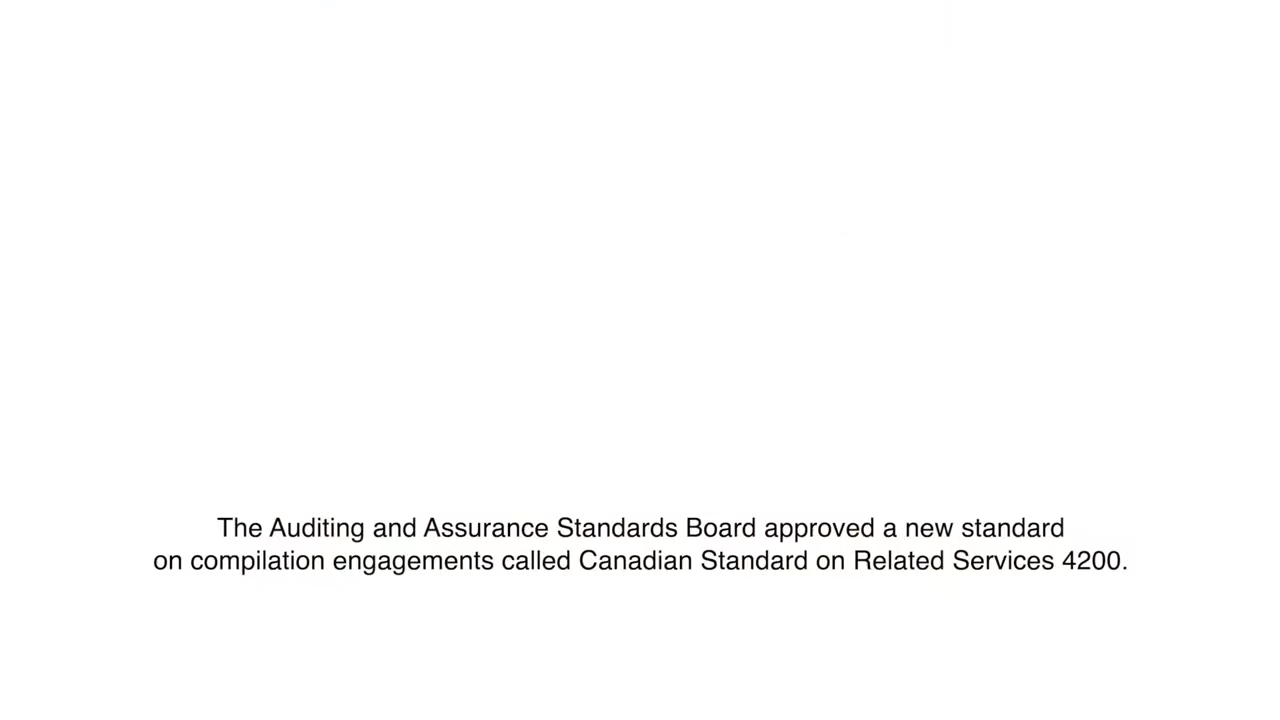 The Auditing and Assurance Standards Board approved a new standard
on compilation engagements called Canadian Standard on Related Services 4200.